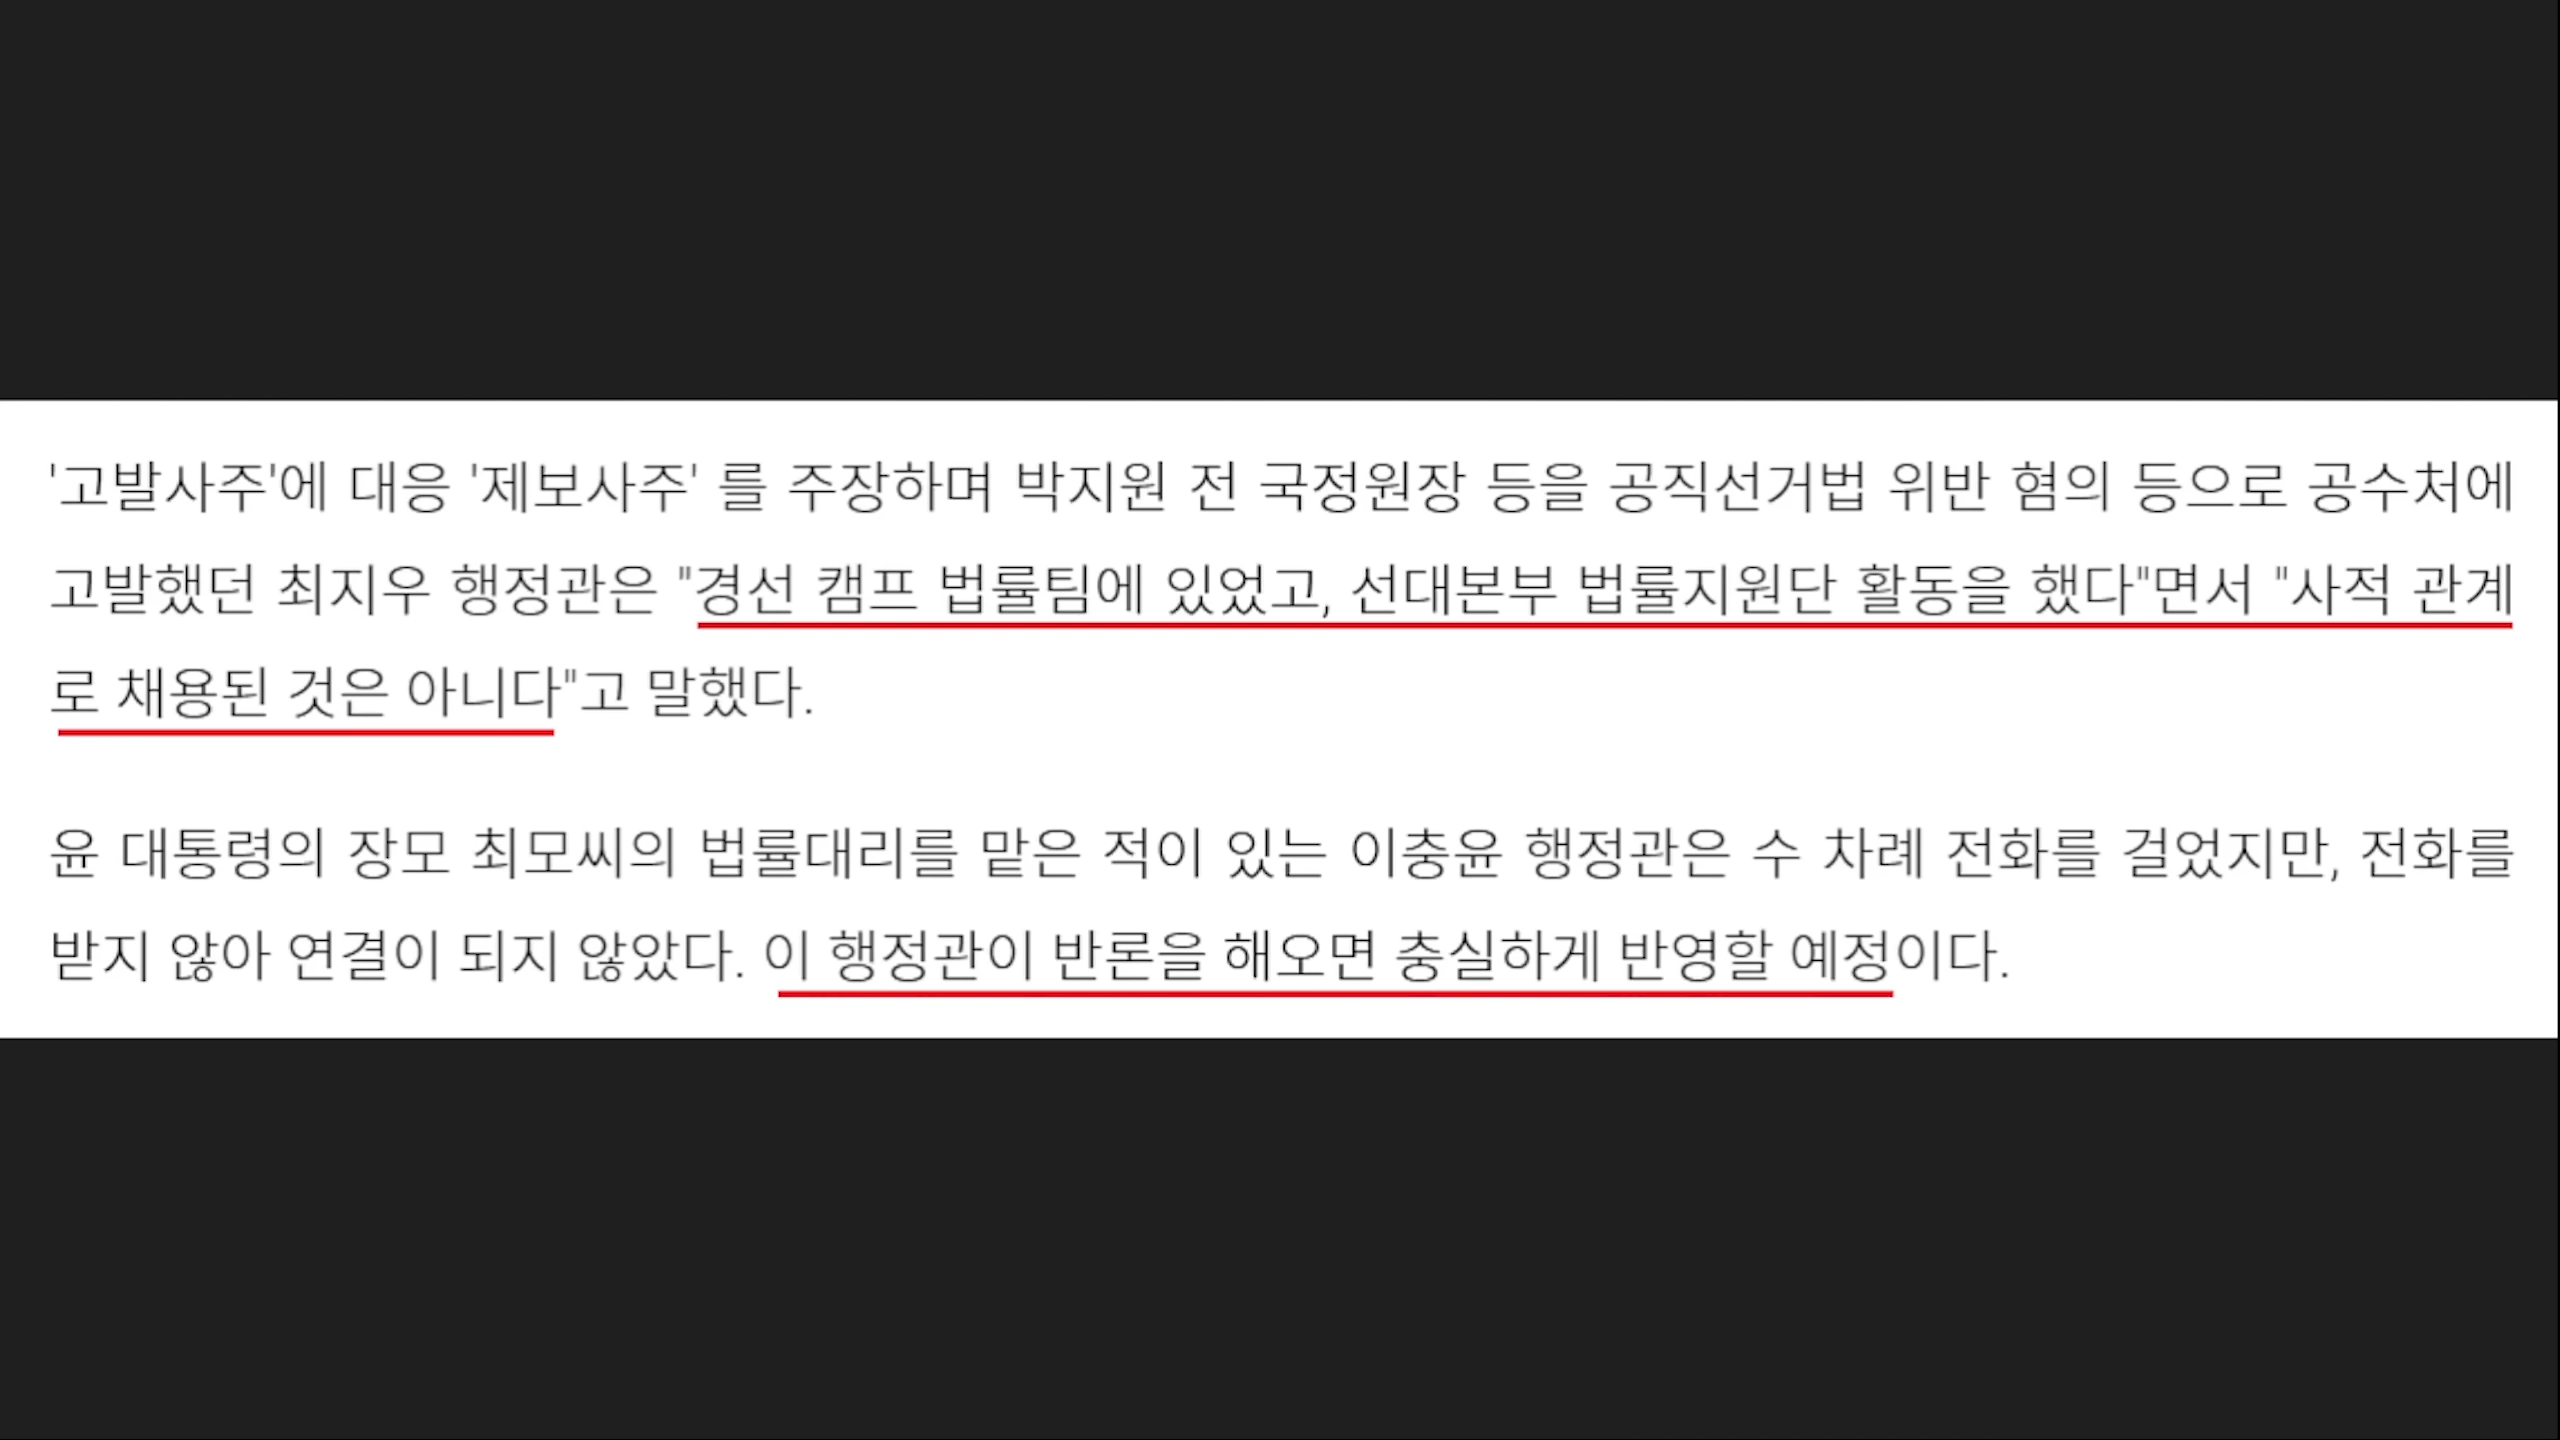 '고발사주'에 대응 '제보사주' 를 주장하며 박지원 전 국정원장 등을 공직선거법 위반 혐의 등으로 공수처에
고발했던 최지우 행정관은 "경선 캠프 법률팀에 있었고, 선대본부 법률지원단 활동을 했다"면서 "사적 관계
로 채용된 것은 아니다"고 말했다.
윤 대통령의 장모 최모씨의 법률대리를 맡은 적이 있는 이충윤 행정관은 수 차례 전화를 걸었지만, 전화를
받지 않아 연결이 되지 않았다. 이 행정관이 반론을 해오면 충실하게 반영할 예정이다.